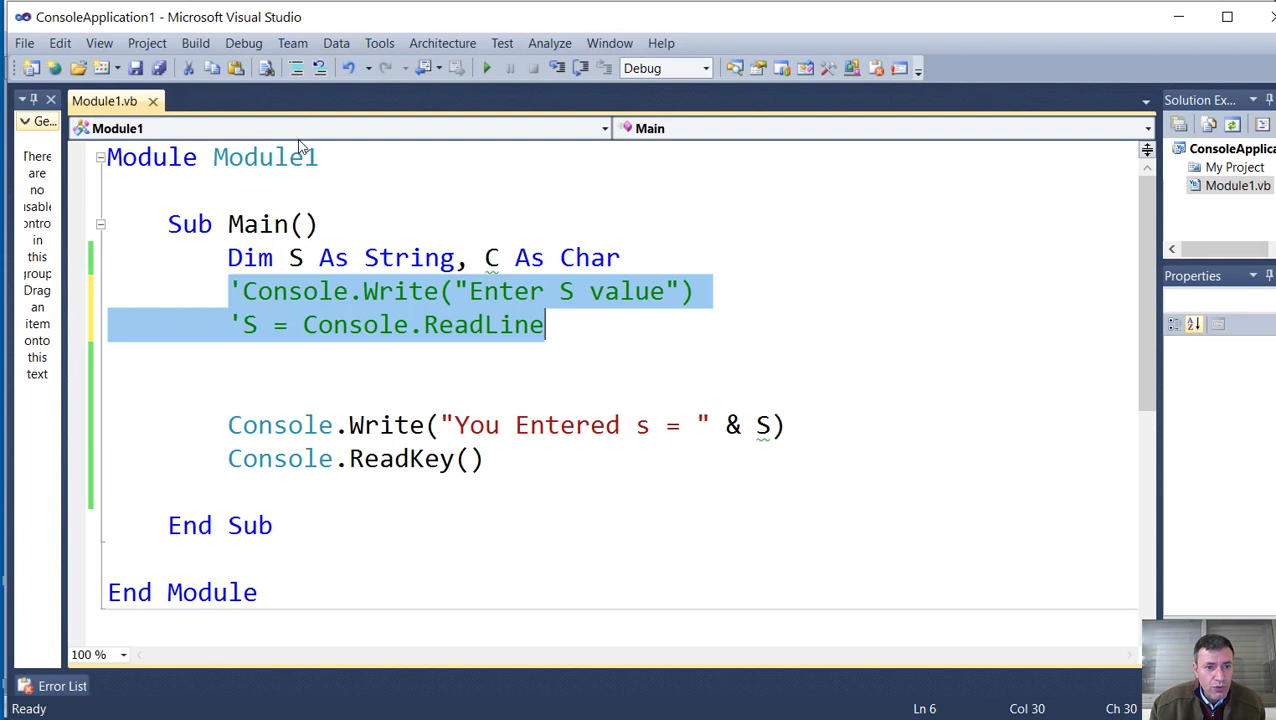 ConsoleApplication1 - Microsoft Visual Studio
File Edit View Project Build Debug Team Data Tools Architecture Test Analyze Window Help
Debug
Module1.vb
Solution Ex...
Ge...
Module1
Main
There
are
no
usable
ontro
in
this
group
Drag
an
item
onto
this
text
ConsoleApplica
My Project
Module1.vb
Properties
Module Module1
Sub Main()
Dim S As String, C As Char
'Console.Write("Enter S value")
'S = Console.ReadLine
Console.Write("You Entered s = " & S)
Console.ReadKey()
End Sub
End Module
100 %
Error List
Ready
Ln 6
Col 30
Ch 30